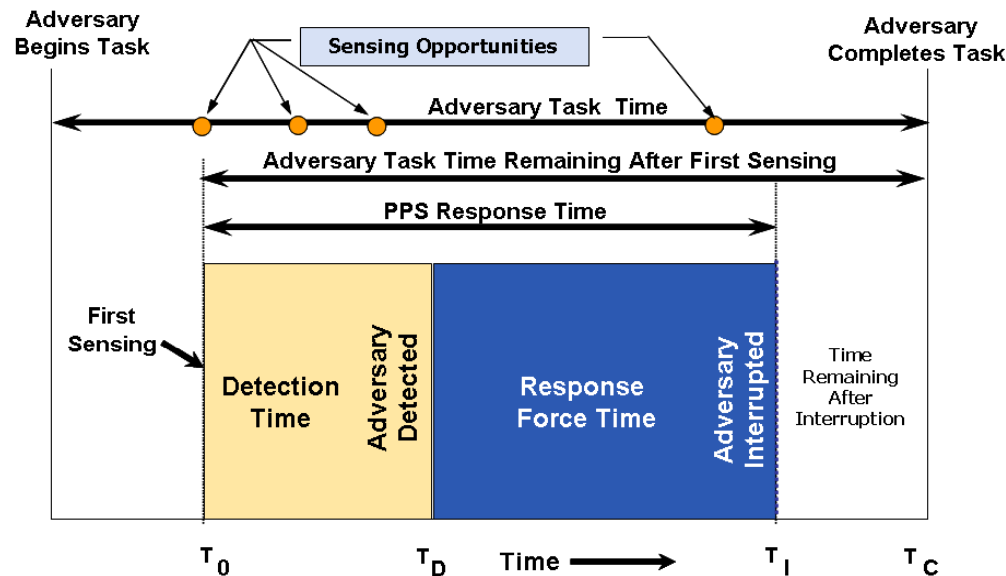 Adversary
Begins Task
Sensing Opportunities
Adversary
Completes Task
Adversary Task Time
Adversary Task Time Remaining After First Sensing
PPS Response Time
First
Sensing
Detection
Time
Adversary
Detected
Response
Force Time
Adversary
Interrupted
Time
Remaining
After
Interruption
T0
TD
Time
TI
TC